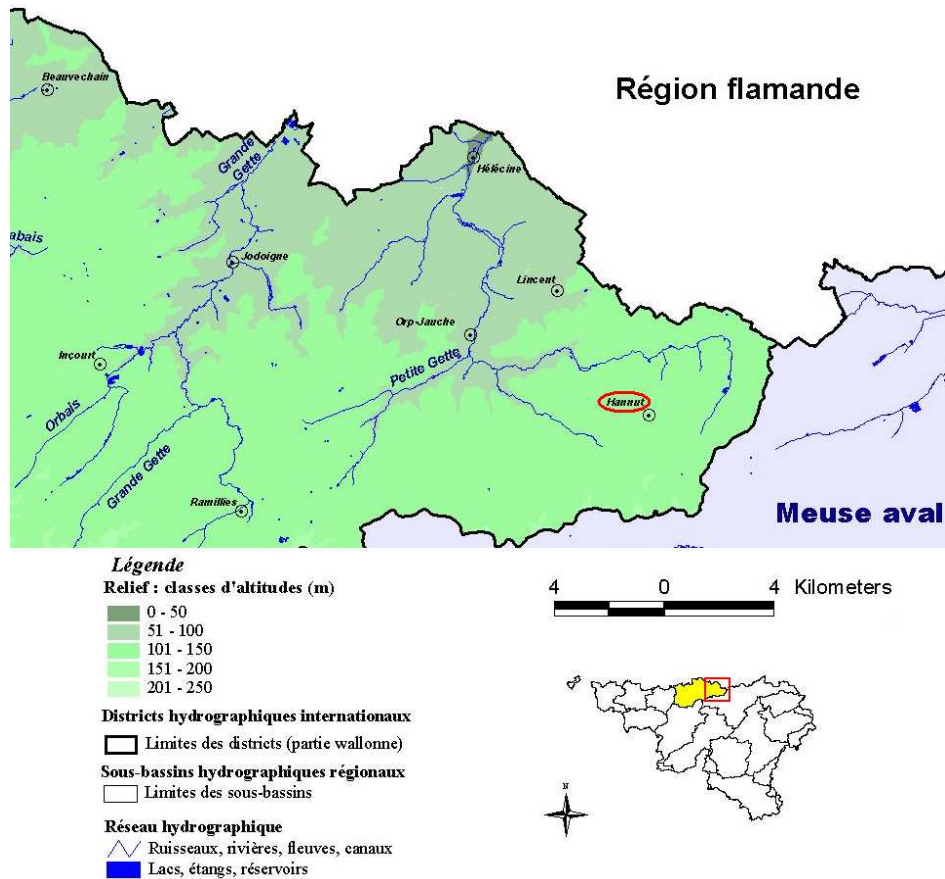 Beauvechain
Région flamande
Grande Gette
Hélécine
abais
Jodoigne
Lincent
Orp-Jauche
Incourt
Petite Gette
Hannut
Orbais
Grande Gette
Ramillies
Meuse aval
Légende
Relief : classes d'altitudes (m)
0 - 50
51 - 100
101 - 150
151 - 200
201 - 250
Districts hydrographiques internationaux
Limites des districts (partie wallonne)
Sous-bassins hydrographiques régionaux
Limites des sous-bassins
Réseau hydrographique
Ruisseaux, rivières, fleuves, canaux
Lacs, étangs, réservoirs
4 0 4 Kilometers
N